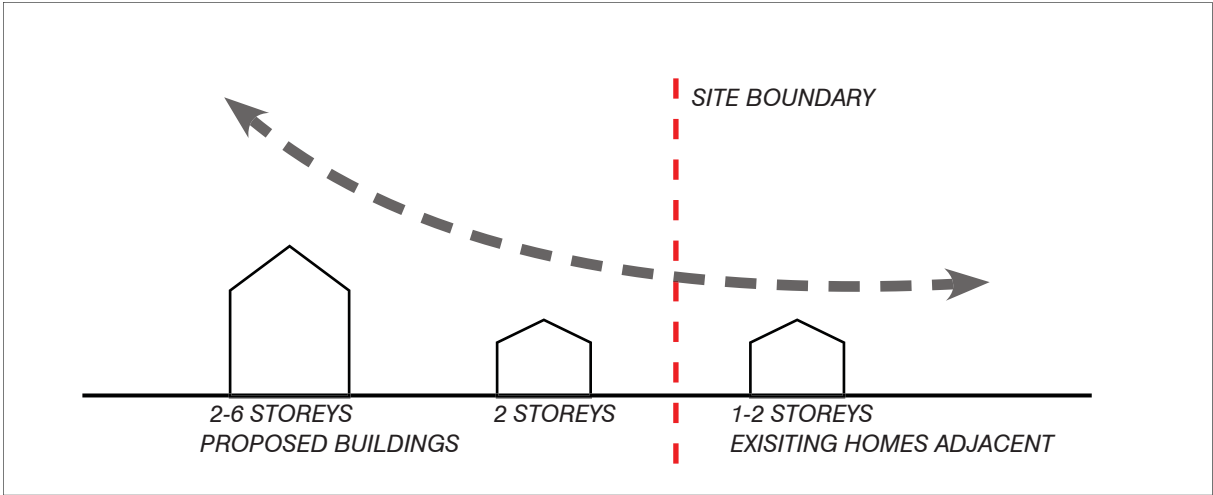 SITE BOUNDARY
2-6 STOREYS
2 STOREYS
1-2 STOREYS
PROPOSED BUILDINGS
EXISITING HOMES ADJACENT